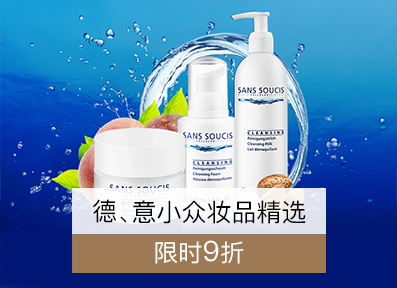 SANS SOUCIS
CLEANSING
Reinigungsmilch
Cleansing Milk
Lait démaquillant
SANS SOUCIS
CLEANSING
Reinigungsschaum
Cleansing Foam
Mousse démaquillante
SANS SOUCIS
德、意小众妆品精选
限时9折